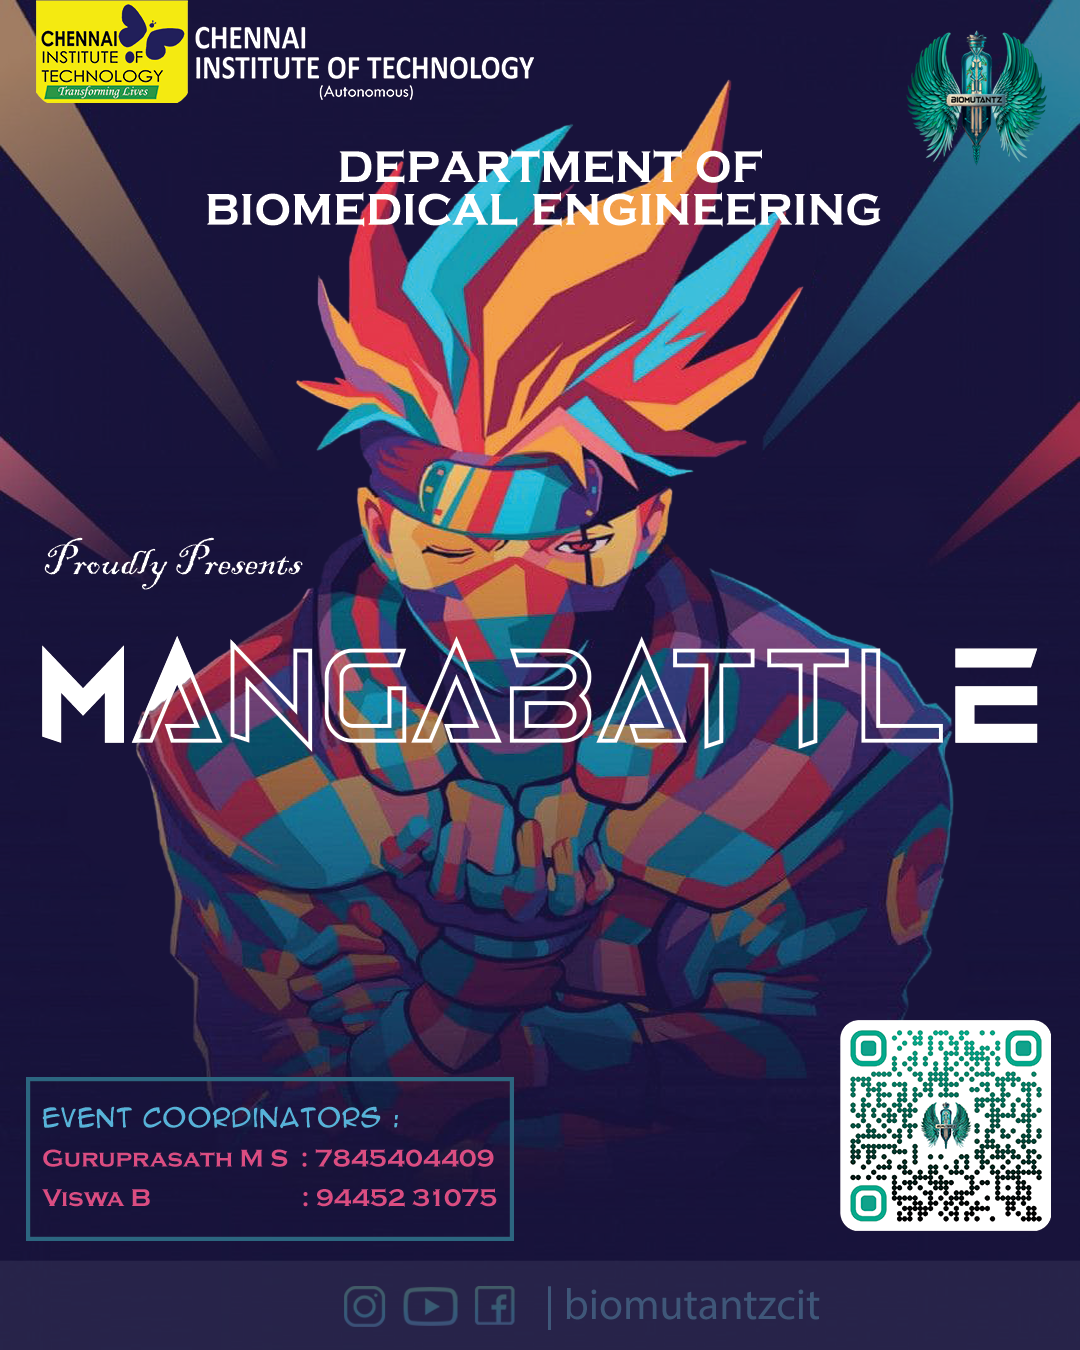 CHENNAI
INSTITUTE OF
TECHNOLOGY
Transforming Lives
CHENNAI
INSTITUTE OF TECHNOLOGY
(Autonomous)
BIOMUTANTZ
DEPARTMENT OF
BIOMEDICAL ENGINEERING
Proudly Presents
MANGABATTLE
EVENT COORDINATORS :
GURUPRASATH M S : 7845404409
VISWA B : 94452 31075
| biomutantzcit